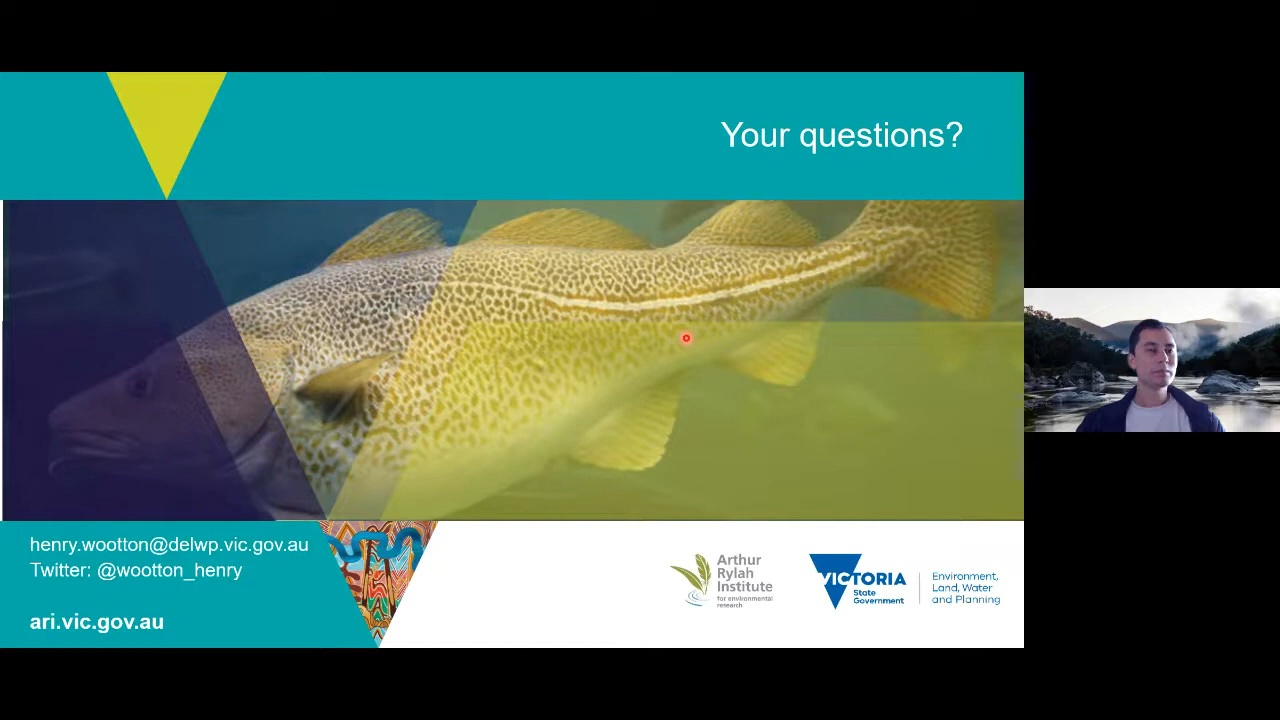 Your questions?
henry.wootton@delwp.vic.gov.au
Twitter: @wootton_henry
ari.vic.gov.au
Arthur
Rylah
Institute
for environmental
research
VICTORIA
State
Government
Environment,
Land, Water
and Planning